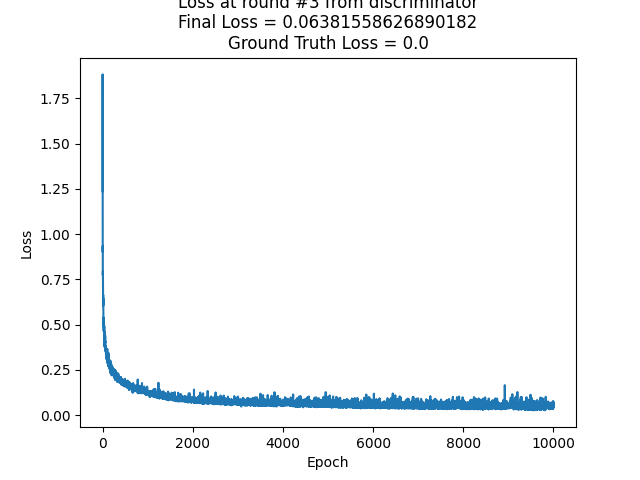 Loss at round #3 from discriminator
Final Loss = 0.06381558626890182
Ground Truth Loss = 0.0
1.75
1.50
1.25
1.00
0.75
0.50
0.25
0.00
Loss
0 2000 4000 6000 8000 10000
Epoch